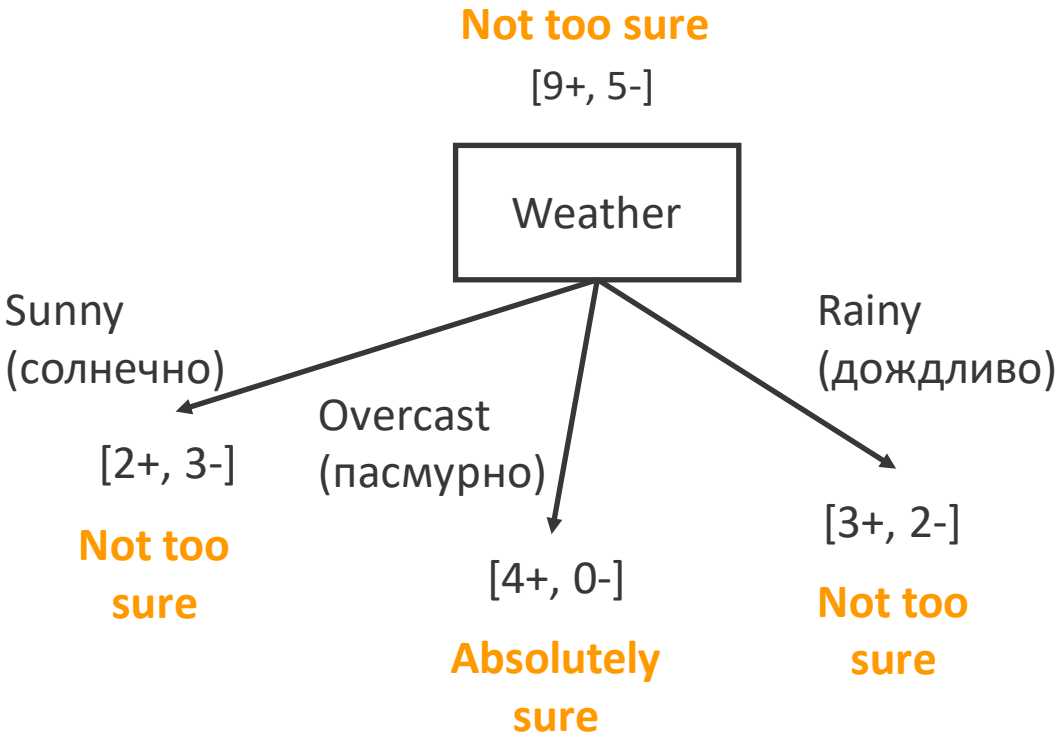 Not too sure
[9+, 5-]
Weather
Sunny
(солнечно)
[2+, 3-]
Not too
sure
Overcast
(пасмурно)
[4+, 0-]
Absolutely
sure
Rainy
(дождливо)
[3+, 2-]
Not too
sure